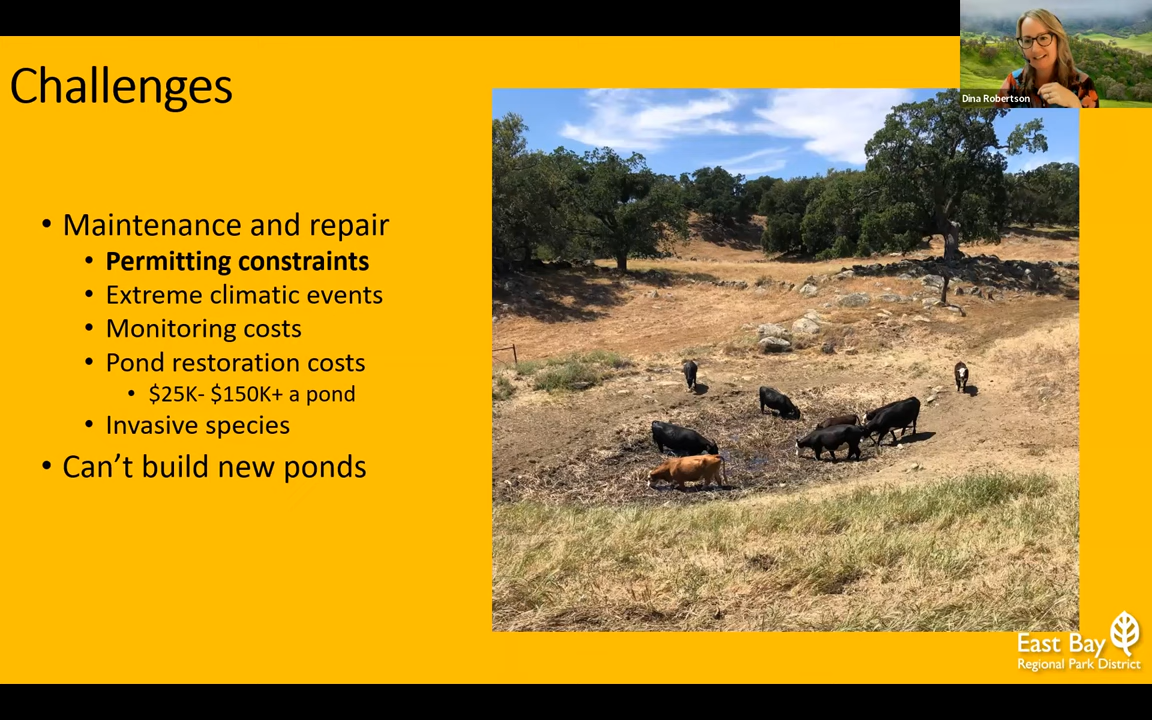 Challenges
Dina Robertson
• Maintenance and repair
• Permitting constraints
• Extreme climatic events
• Monitoring costs
• Pond restoration costs
• $25K- $150K+ a pond
• Invasive species
• Can’t build new ponds
East Bay
Regional Park District